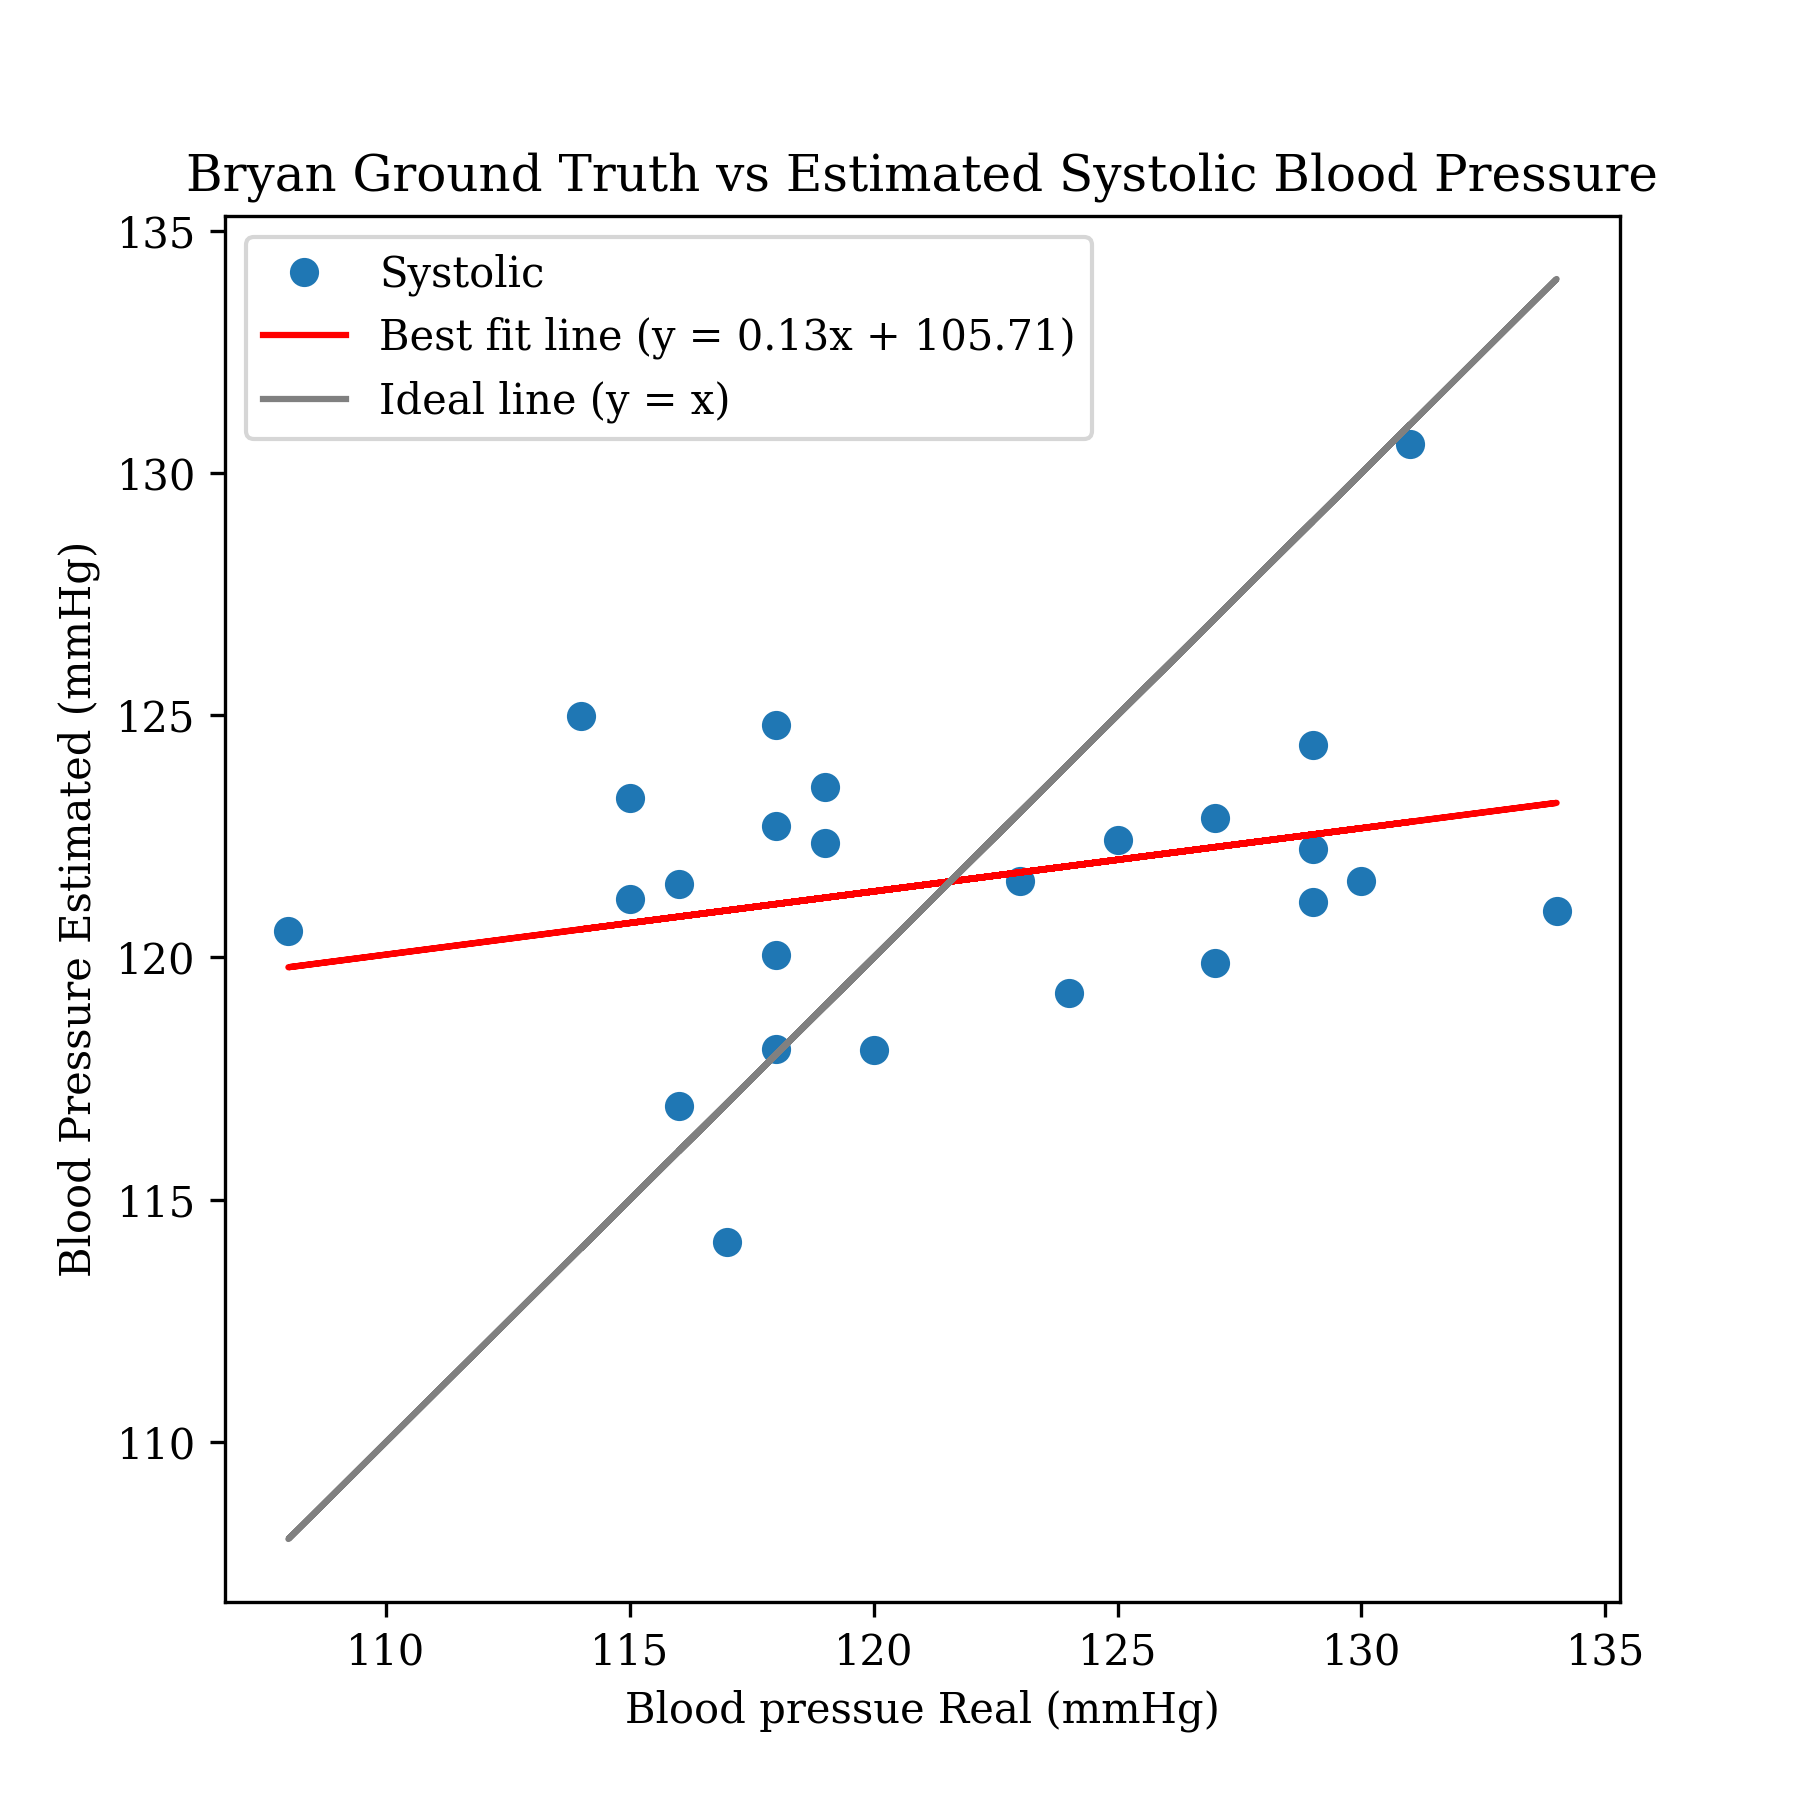 Bryan Ground Truth vs Estimated Systolic Blood Pressure
135
130
125
120
115
110
Systolic
Best fit line (y = 0.13x + 105.71)
Ideal line (y = x)
Blood Pressure Estimated (mmHg)
110 115 120 125 130 135
Blood pressue Real (mmHg)